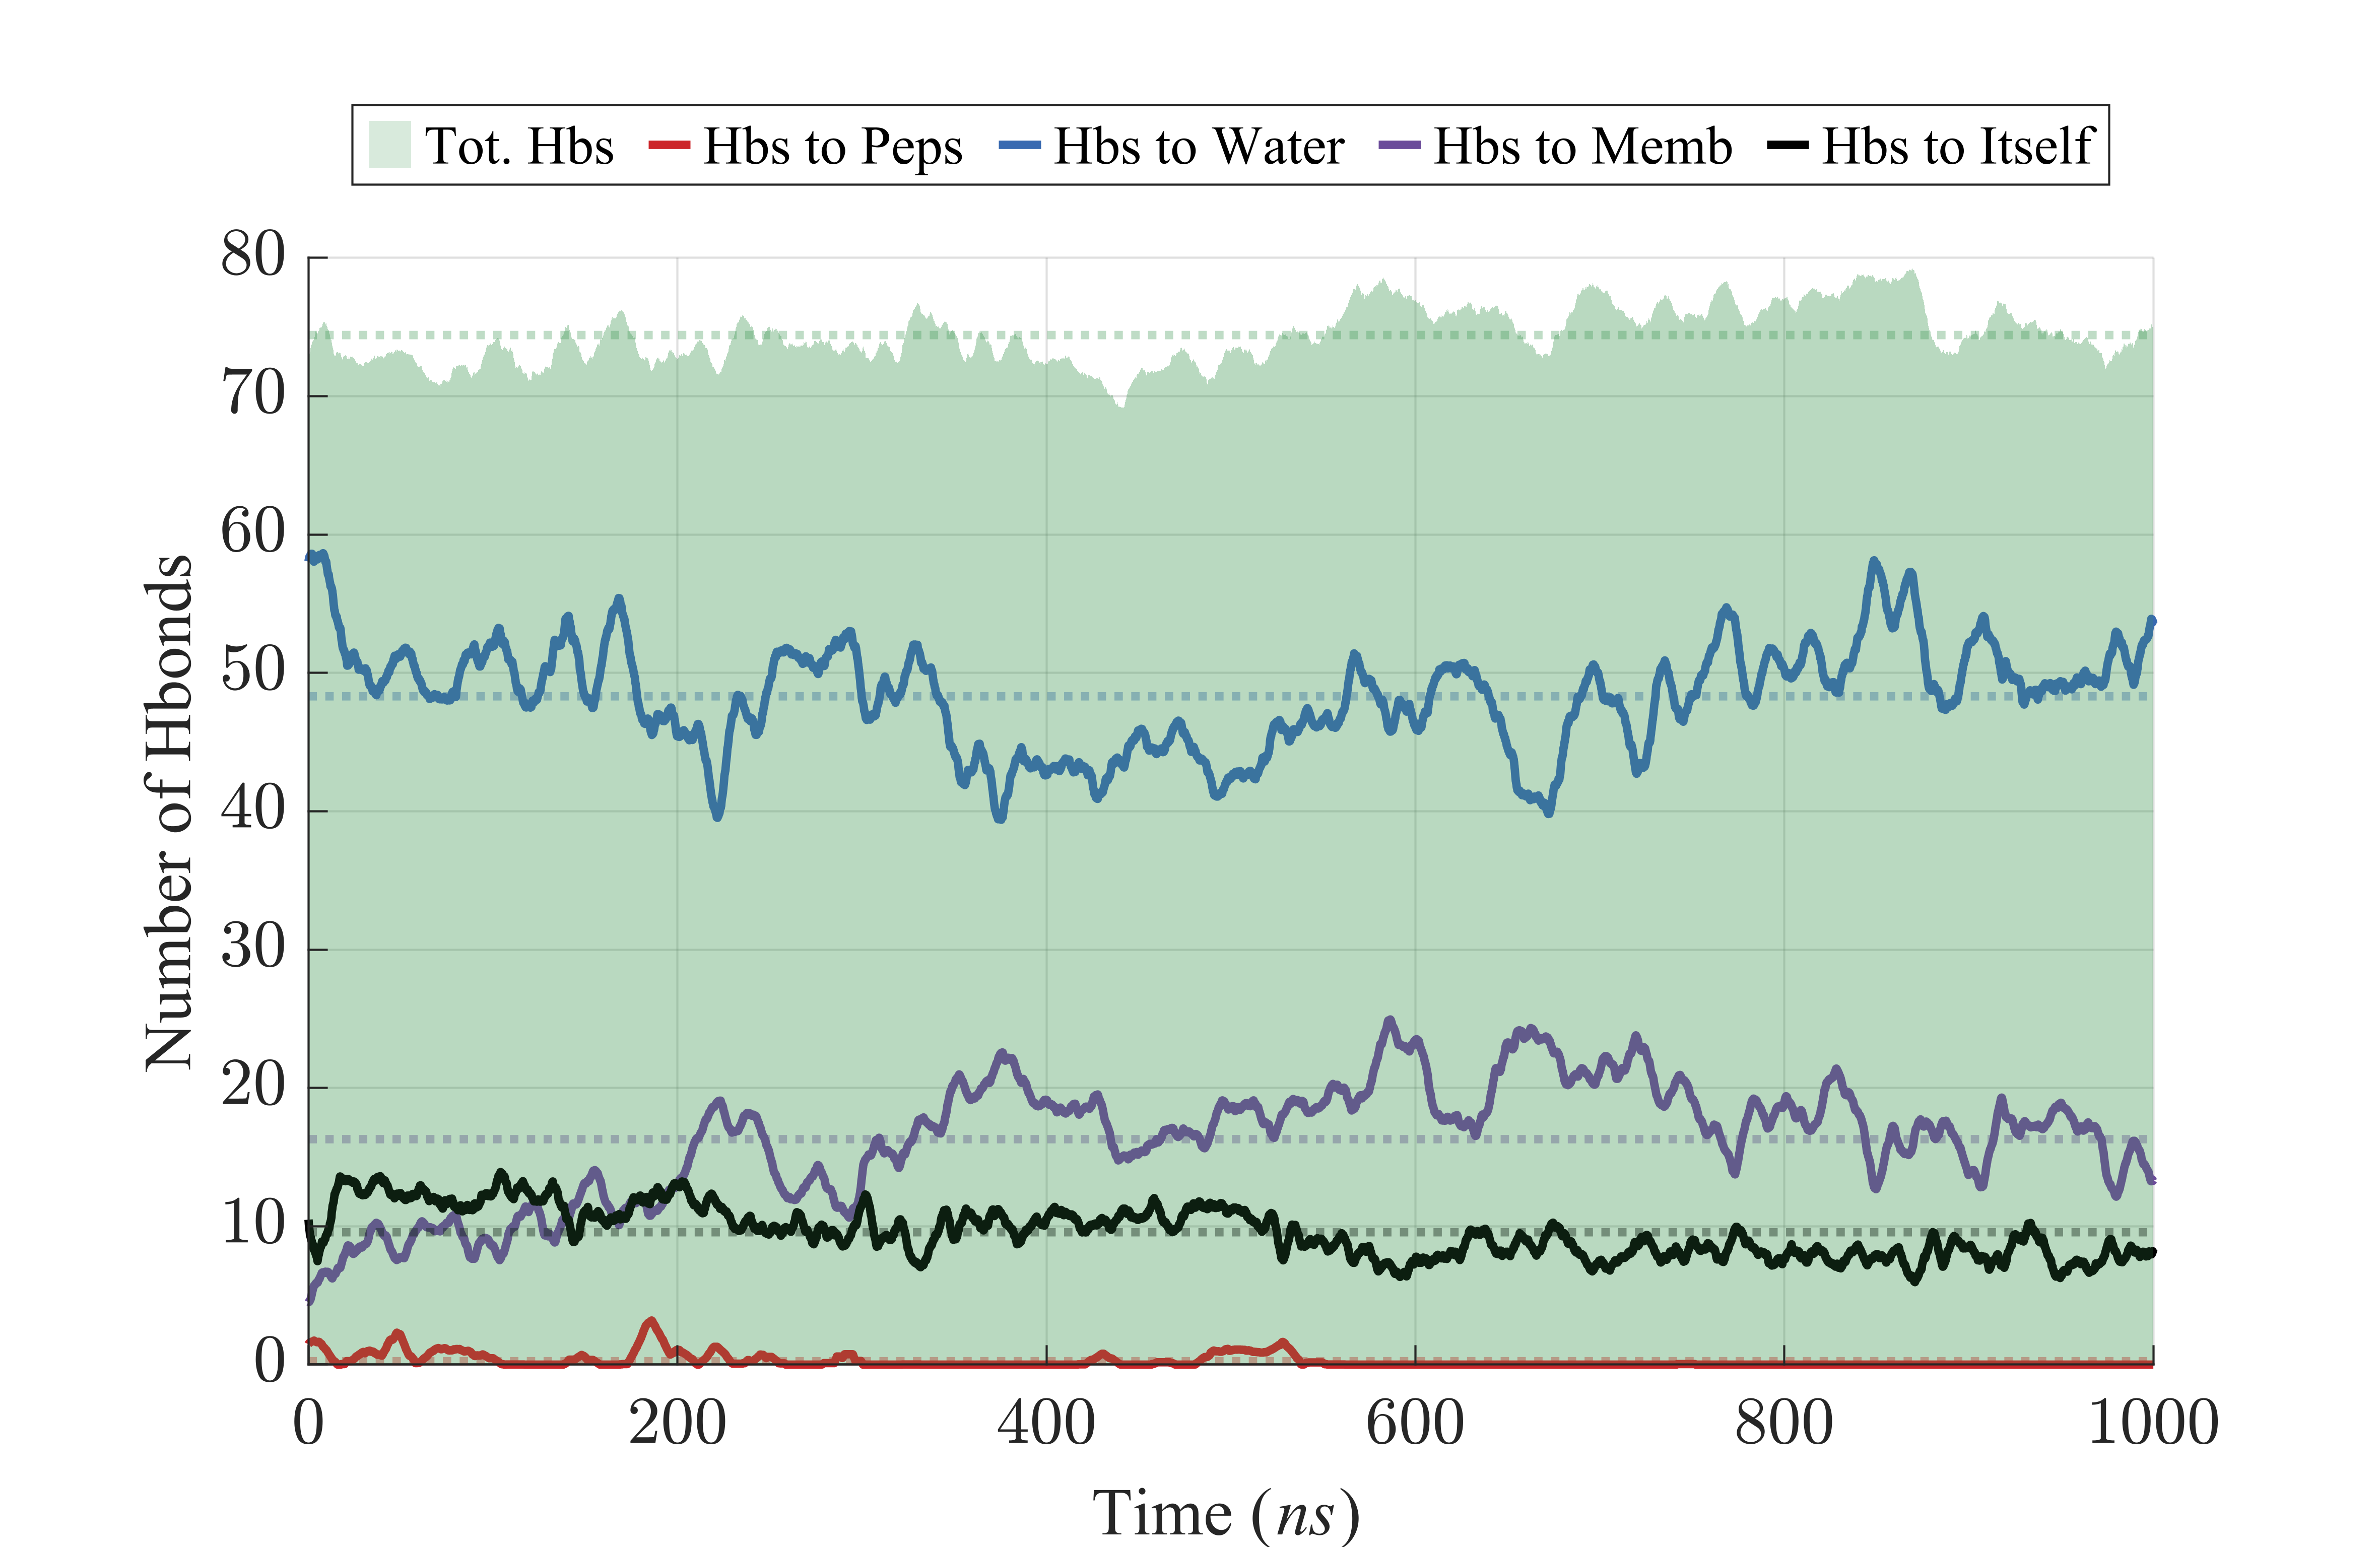 Tot. Hbs Hbs to Peps Hbs to Water Hbs to Memb Hbs to Itself
80
70
60
50
40
30
20
10
0
Number of Hbonds
0 200 400 600 800 1000
Time (ns)